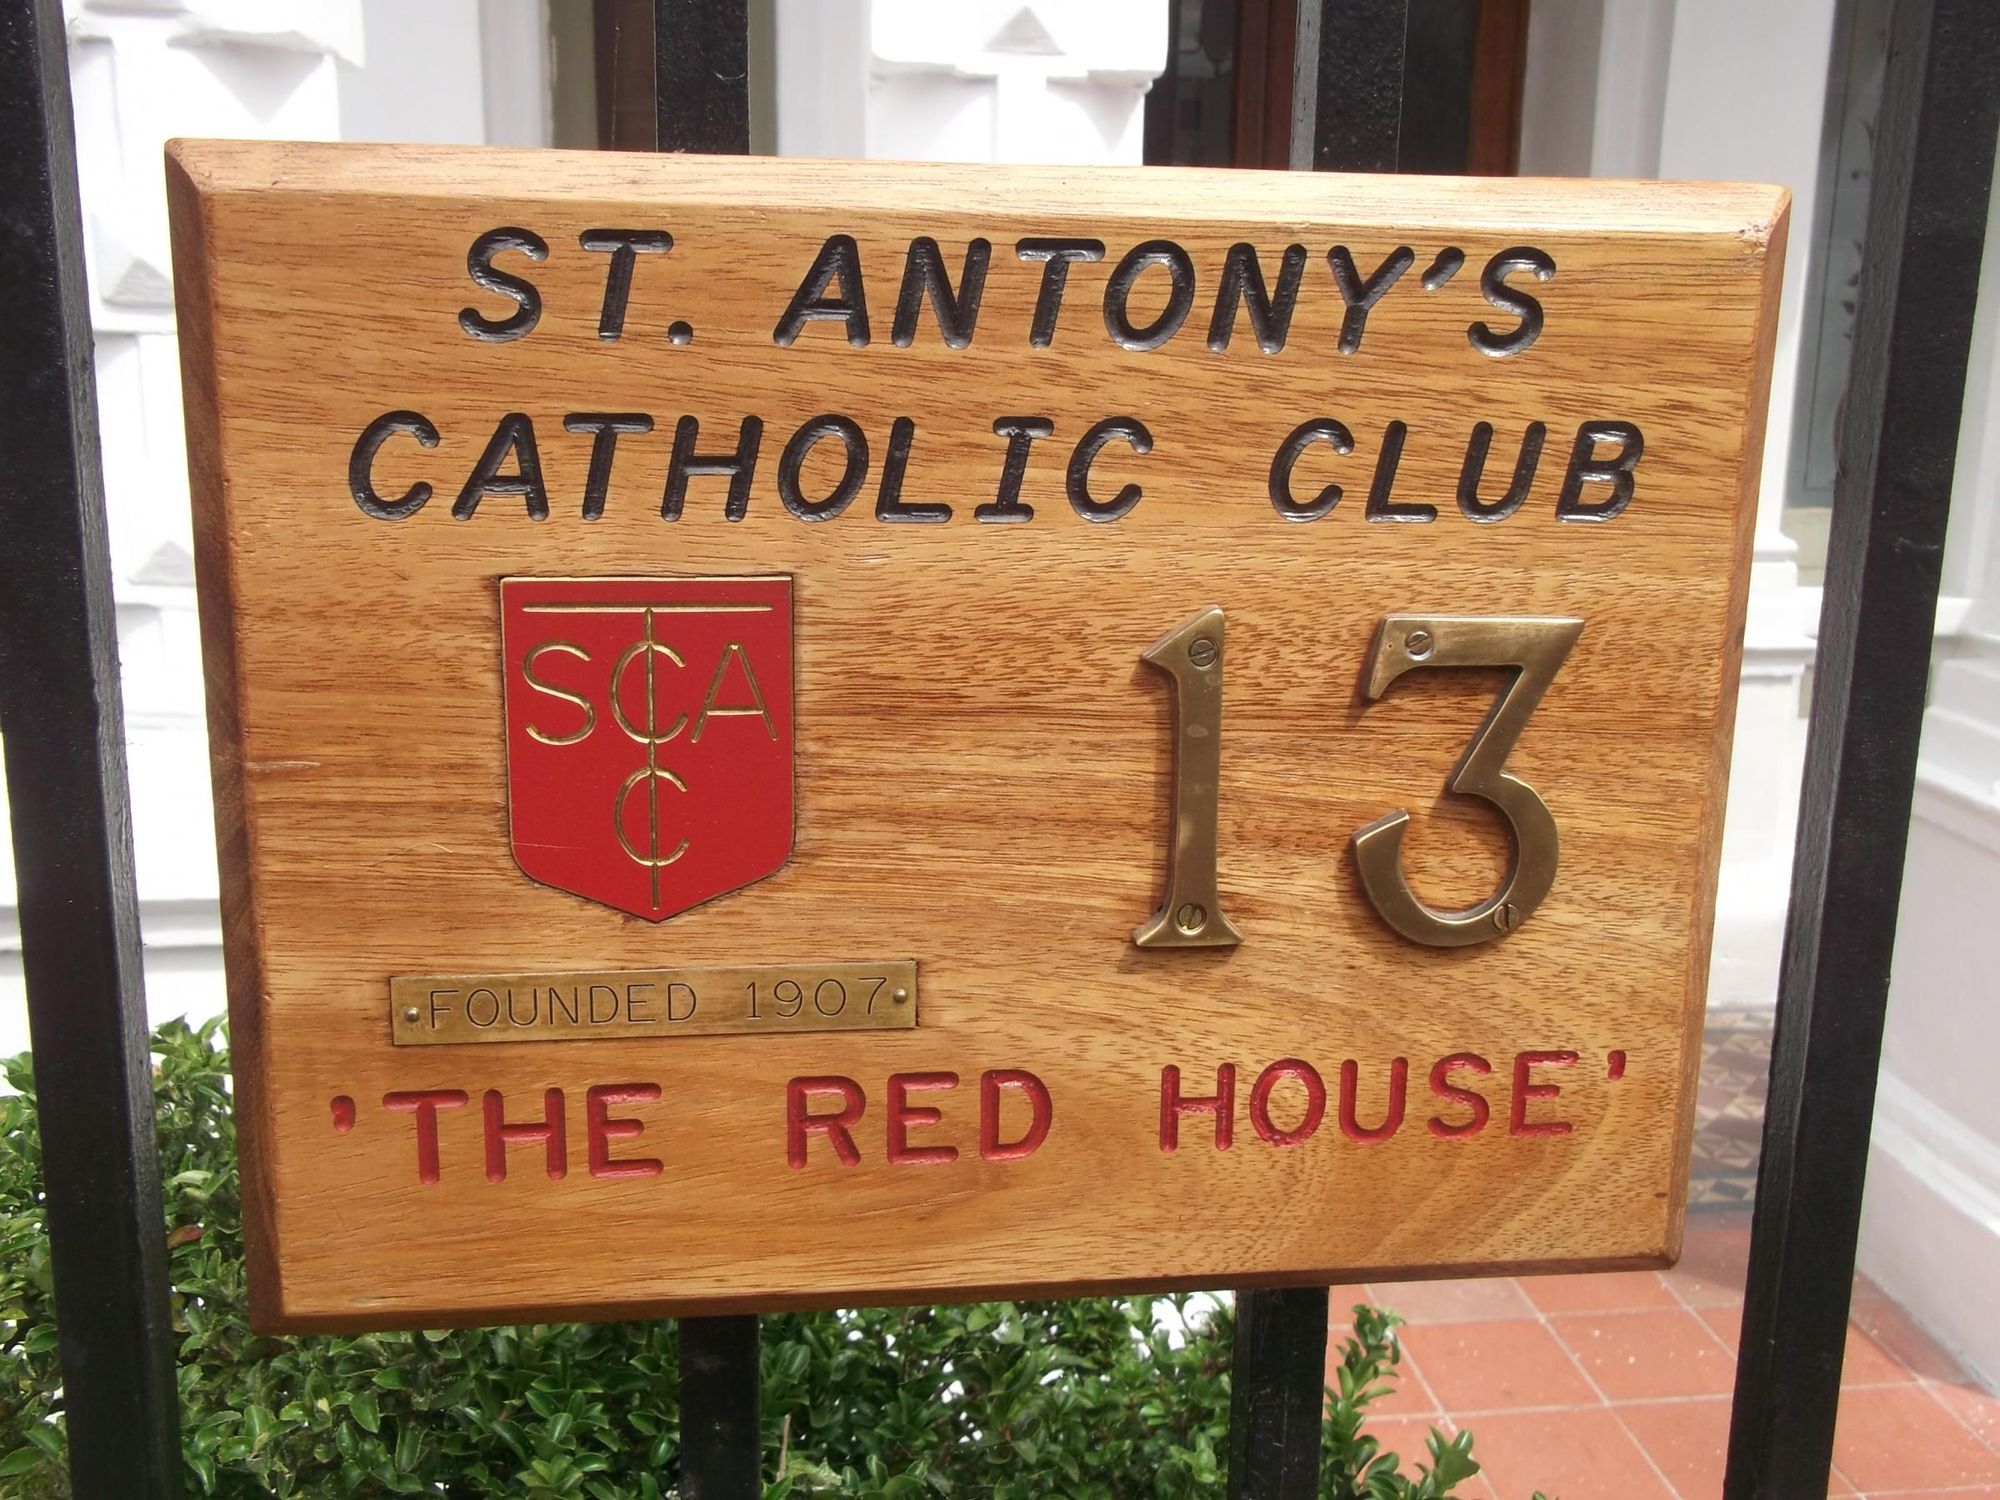 ST. ANTONY'S
CATHOLIC CLUB
SCA
C
13
FOUNDED 1907
'THE RED HOUSE'